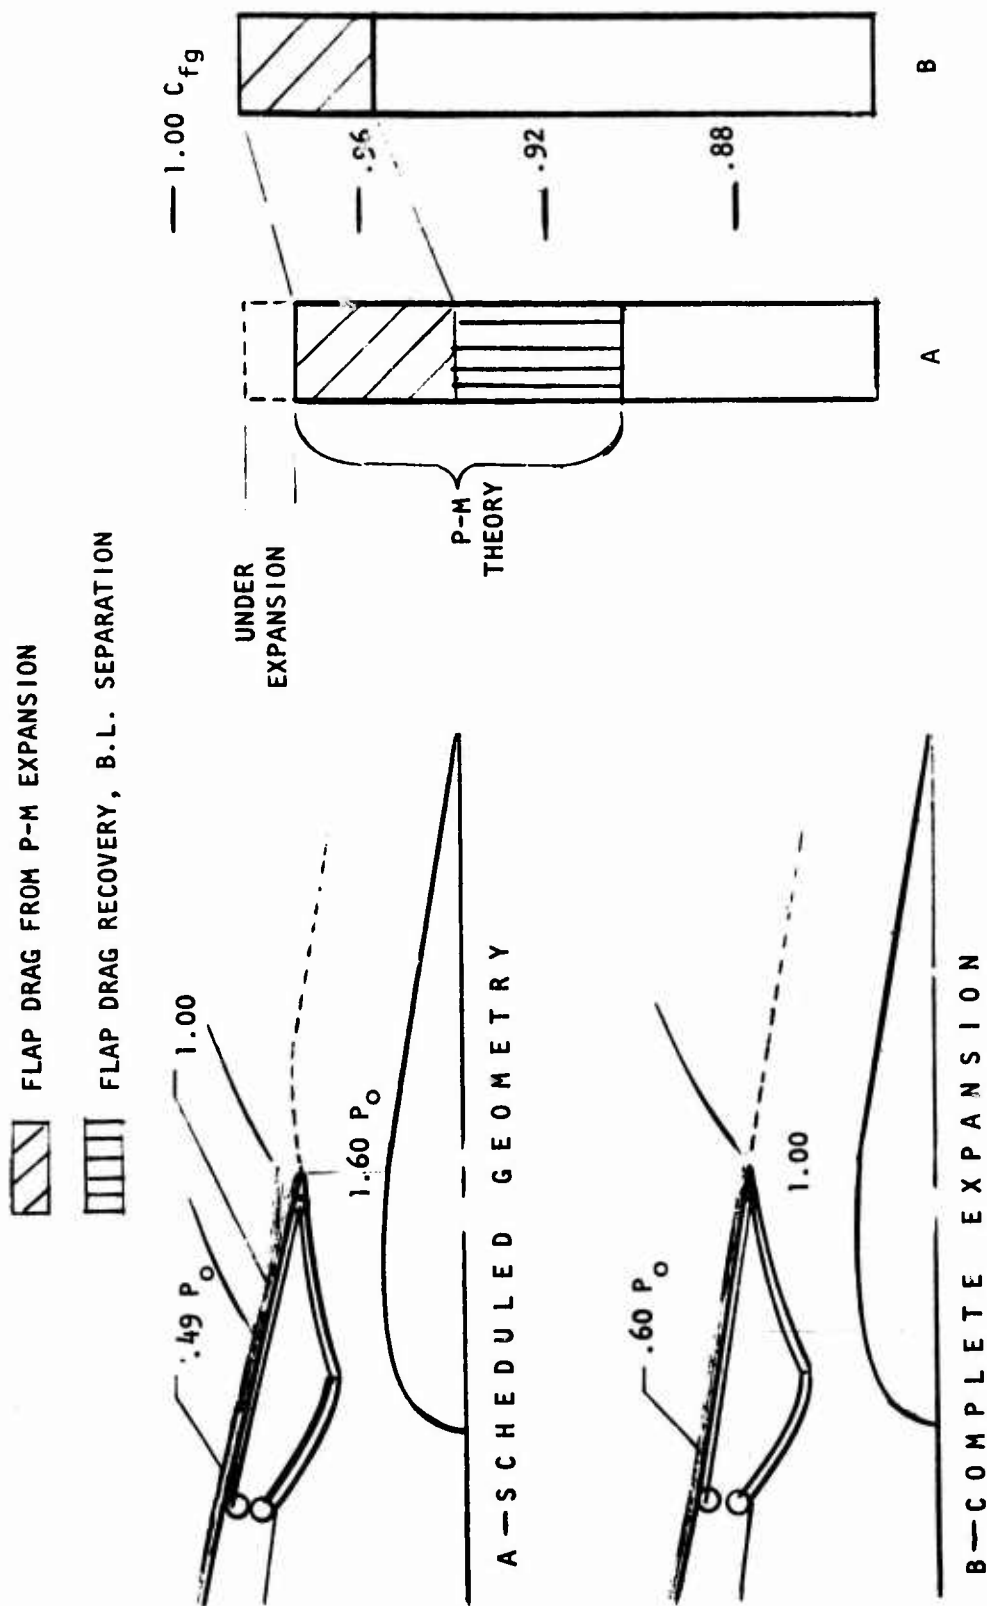 FLAP DRAG FROM P-M EXPANSION
FLAP DRAG RECOVERY, B.L. SEPARATION
.49 Po
1.00
1.60 Po
A—SCHEDULED GEOMETRY
.60 Po
1.00
B—COMPLETE EXPANSION
UNDER
EXPANSION
P-M
THEORY
1.00 Cfg
.96
.92
.88
A
B